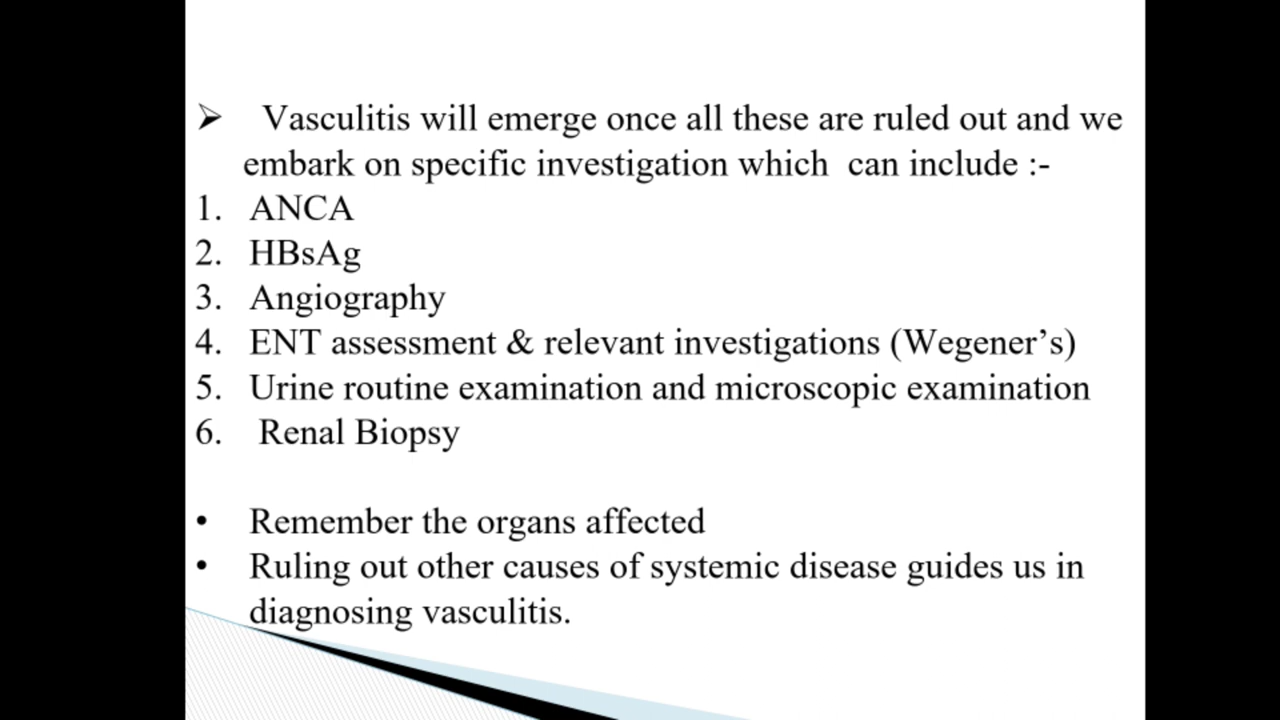 ➢ Vasculitis will emerge once all these are ruled out and we
embark on specific investigation which can include :-
1. ANCA
2. HBsAg
3. Angiography
4. ENT assessment & relevant investigations (Wegener’s)
5. Urine routine examination and microscopic examination
6. Renal Biopsy
• Remember the organs affected
• Ruling out other causes of systemic disease guides us in
diagnosing vasculitis.